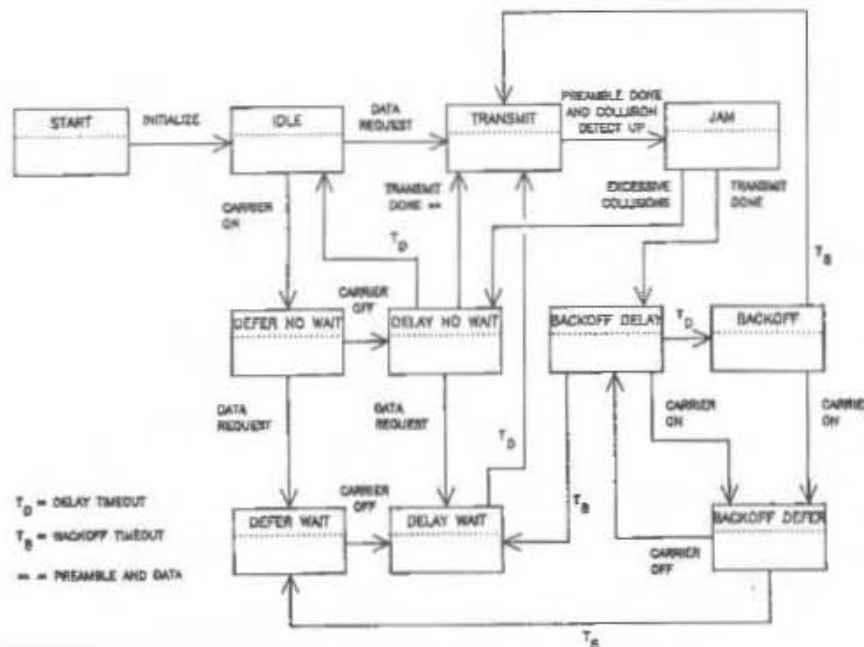 START
INITIALIZE
IDLE
DATA
REQUEST
TRANSMIT
PREAMBLE DONE
AND COLLISION
DETECT UP
JAM
CARRIER
ON
T_D
TRANSMIT
DONE **
EXCESSIVE
COLLISIONS
TRANSMIT
DONE
T_B
DEFER NO WAIT
CARRIER
OFF
DELAY NO WAIT
BACKOFF DELAY
T_D
BACKOFF
DATA
REQUEST
DATA
REQUEST
T_D
CARRIER
ON
CARRIER
ON
T_D = DELAY TIMEOUT
T_B = BACKOFF TIMEOUT
** = PREAMBLE AND DATA
DEFER WAIT
CARRIER
OFF
DELAY WAIT
T_B
CARRIER
OFF
BACKOFF DEFER
T_B